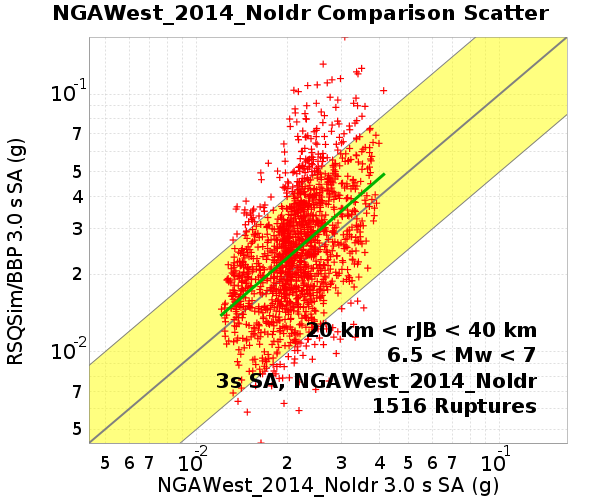 NGAWest_2014_NoIdr Comparison Scatter
RSQSim/BBP 3.0 s SA (g)
10-1
7
5
4
3
2
10-2
7
5
20 km < rJB < 40 km
6.5 < Mw < 7
3s SA, NGAWest_2014_NoIdr
1516 Ruptures
5 6 7 10-2 2 3 4 5 6 7 10-1
NGAWest_2014_NoIdr 3.0 s SA (g)